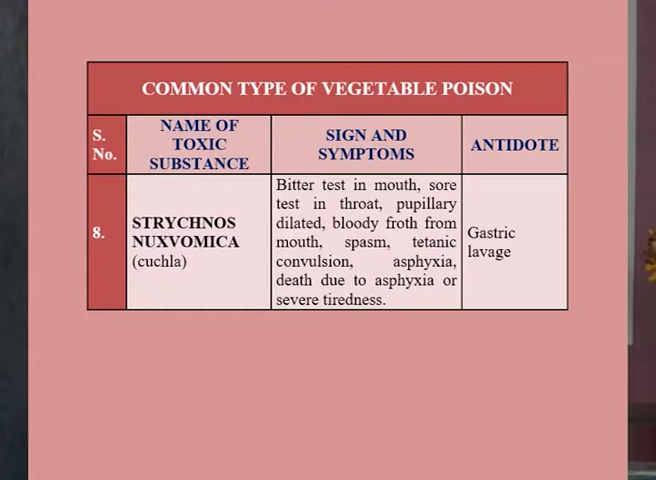 COMMON TYPE OF VEGETABLE POISON
S. No.
NAME OF TOXIC SUBSTANCE
SIGN AND SYMPTOMS
ANTIDOTE
8.
STRYCHNOS
NUXVOMICA
(cuchla)
Bitter test in mouth, sore
test in throat, pupillary
dilated, bloody froth from
mouth, spasm, tetanic
convulsion, asphyxia,
death due to asphyxia or
severe tiredness.
Gastric
lavage